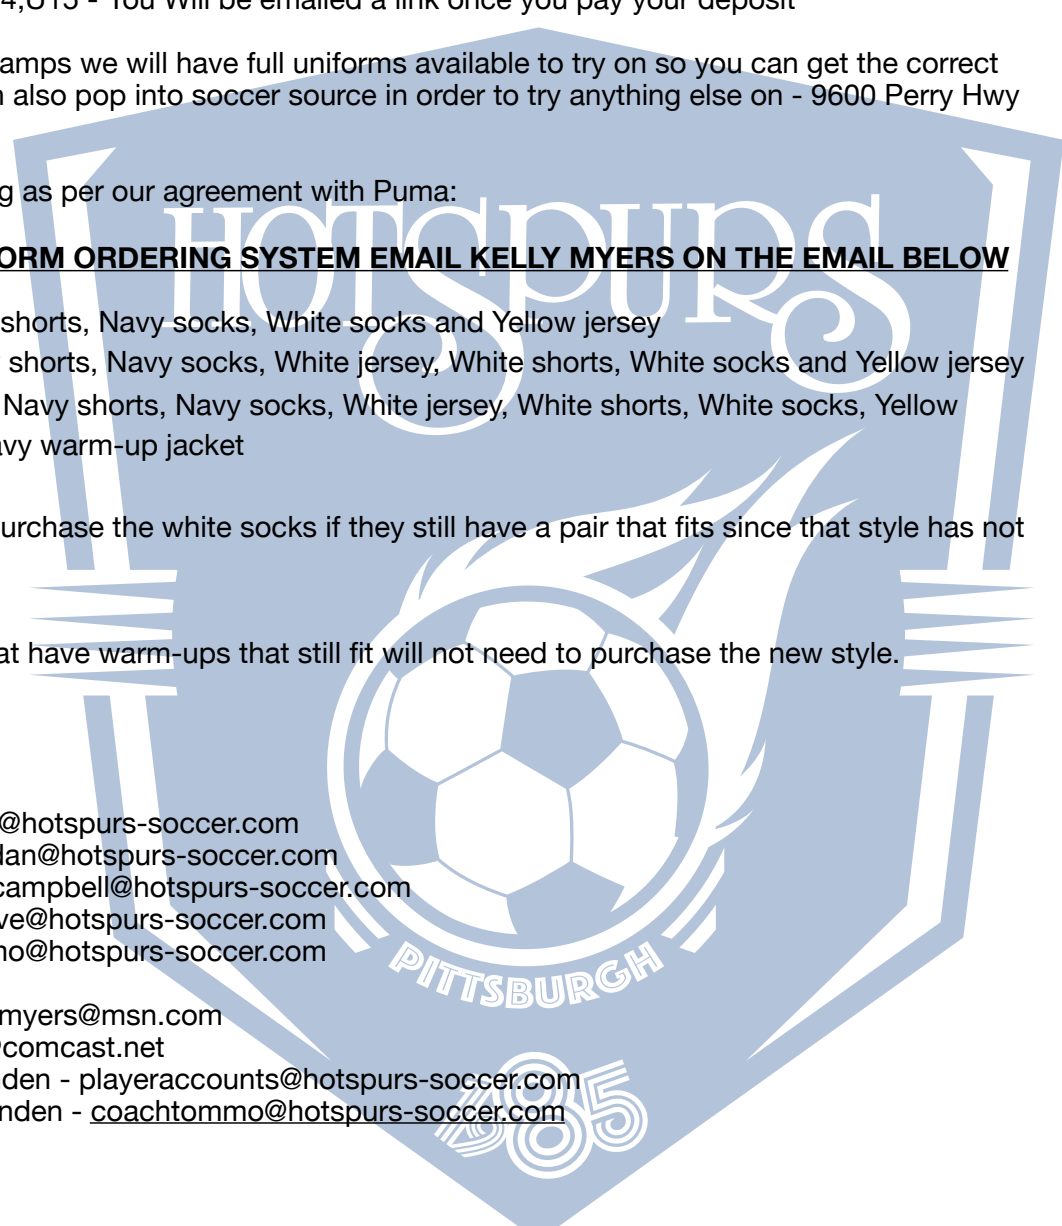 4,U15 - You Will be emailed a link once you pay your deposit
amps we will have full uniforms available to try on so you can get the correct
also pop into soccer source in order to try anything else on - 9600 Perry Hwy
g as per our agreement with Puma:
HOTSPURS
ORM ORDERING SYSTEM EMAIL KELLY MYERS ON THE EMAIL BELOW
shorts, Navy socks, White socks and Yellow jersey
shorts, Navy socks, White jersey, White shorts, White socks and Yellow jersey
Navy shorts, Navy socks, White jersey, White shorts, White socks, Yellow
avy warm-up jacket
urchase the white socks if they still have a pair that fits since that style has not
at have warm-ups that still fit will not need to purchase the new style.
@hotspurs-soccer.com
dan@hotspurs-soccer.com
campbell@hotspurs-soccer.com
ve@hotspurs-soccer.com
mo@hotspurs-soccer.com
PITTSBURGH
myers@msn.com
@comcast.net
nden - playeraccounts@hotspurs-soccer.com
nden - coachtommo@hotspurs-soccer.com